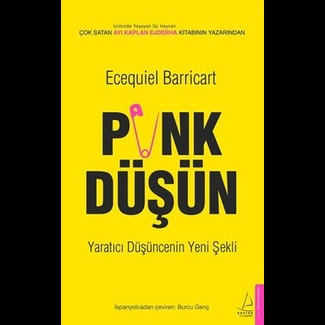 İçimizde Yaşayan Üç Hayvan
ÇOK SATAN AYI KAPLAN EJDERHA KİTABININ YAZARINDAN
Ecequiel Barricart
PUNK
DÜŞÜN
Yaratıcı Düşüncenin Yeni Şekli
İspanyolcadan çeviren: Burcu Genç
DESTEK